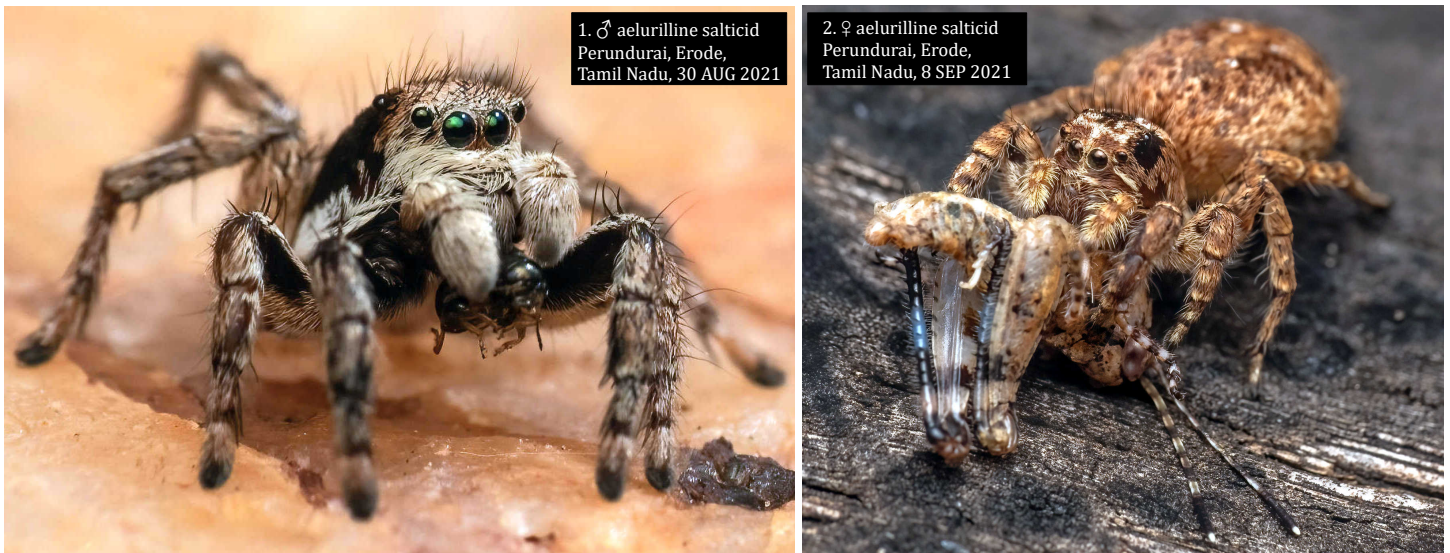 1. ♂ aelurilline salticid
Perundurai, Erode,
Tamil Nadu, 30 AUG 2021
2. ♀ aelurilline salticid
Perundurai, Erode,
Tamil Nadu, 8 SEP 2021